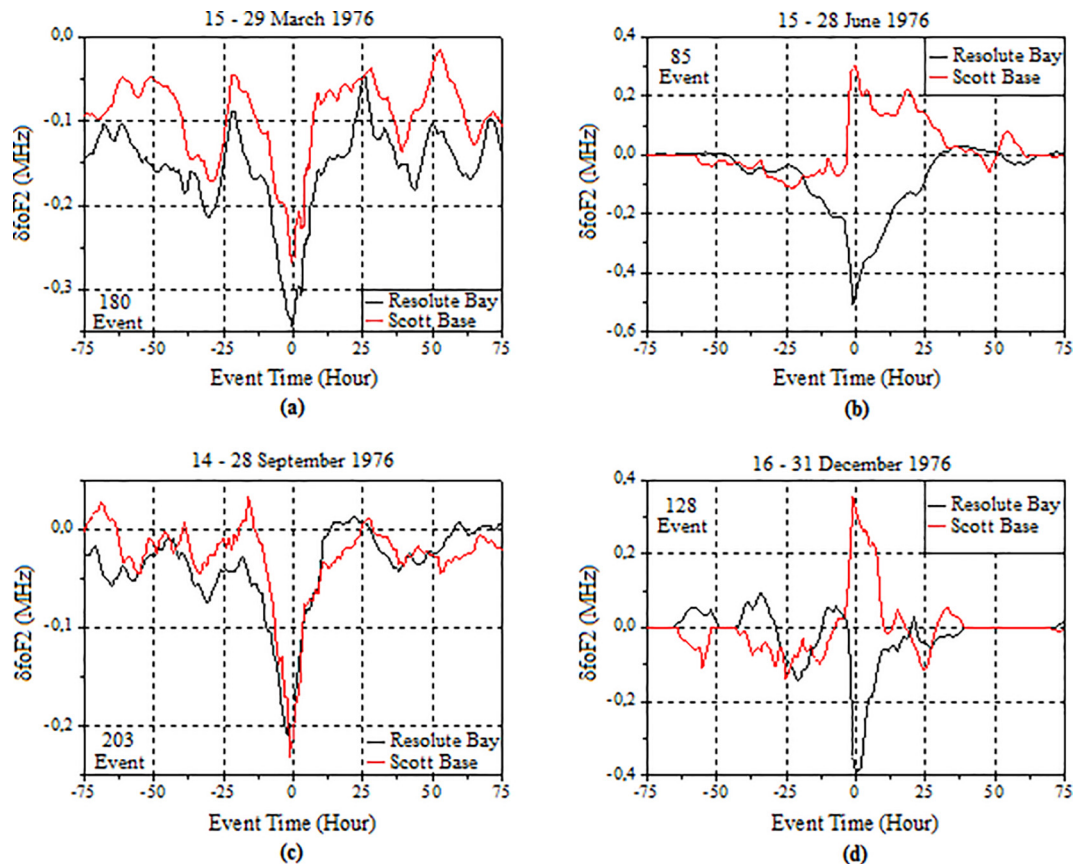 15 - 29 March 1976
0,0
-0,1
-0,2
-0,3
δfoF2 (MHz)
180
Event
Resolute Bay
Scott Base
-75 -50 -25 0 25 50 75
Event Time (Hour)
(a)
15 - 28 June 1976
0,4
0,2
0,0
-0,2
-0,4
-0,6
δfoF2 (MHz)
85
Event
Resolute Bay
Scott Base
-75 -50 -25 0 25 50 75
Event Time (Hour)
(b)
14 - 28 September 1976
0,0
-0,1
-0,2
δfoF2 (MHz)
203
Event
Resolute Bay
Scott Base
-75 -50 -25 0 25 50 75
Event Time (Hour)
(c)
16 - 31 December 1976
0,4
0,2
0,0
-0,2
-0,4
δfoF2 (MHz)
128
Event
Resolute Bay
Scott Base
-75 -50 -25 0 25 50 75
Event Time (Hour)
(d)